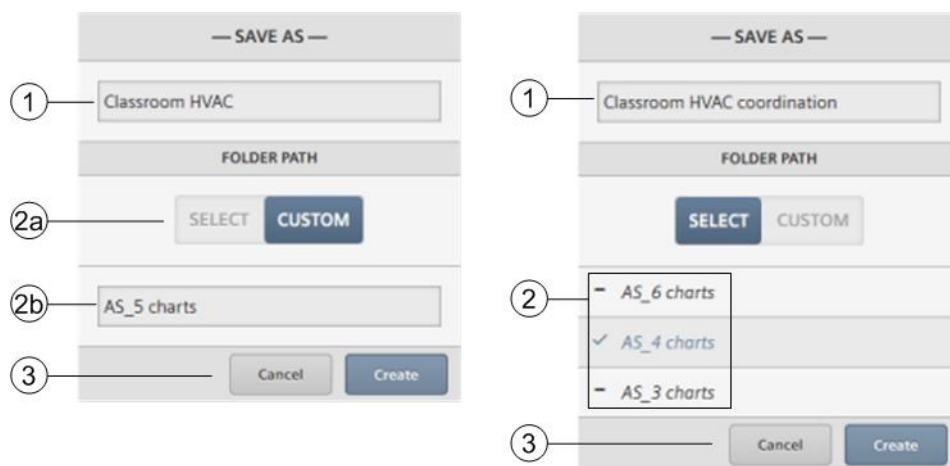 — SAVE AS —
1
Classroom HVAC
FOLDER PATH
2a
SELECT CUSTOM
2b
AS_5 charts
3
Cancel Create
— SAVE AS —
1
Classroom HVAC coordination
FOLDER PATH
SELECT CUSTOM
2
AS_6 charts
AS_4 charts
AS_3 charts
3
Cancel Create